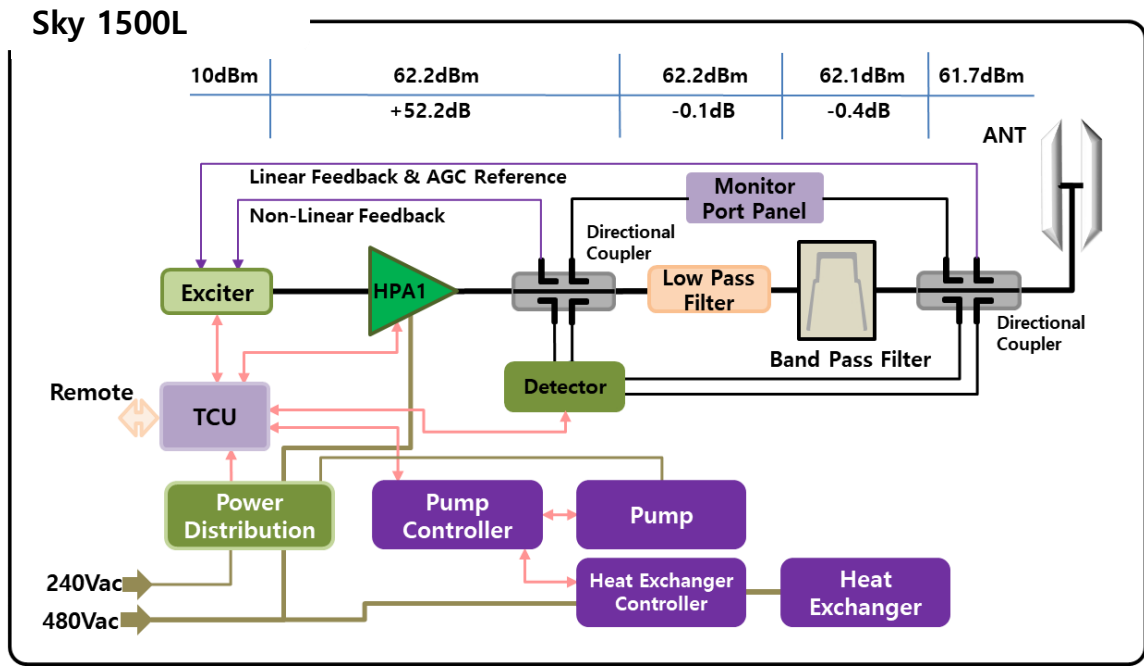 Sky 1500L
10dBm
62.2dBm
62.2dBm
62.1dBm
61.7dBm
+52.2dB
-0.1dB
-0.4dB
ANT
Linear Feedback & AGC Reference
Monitor
Port Panel
Non-Linear Feedback
Directional
Coupler
Exciter
HPA1
Low Pass
Filter
Directional
Coupler
Band Pass Filter
Detector
Remote
TCU
Power
Distribution
Pump
Controller
Pump
240Vac
480Vac
Heat Exchanger
Controller
Heat
Exchanger